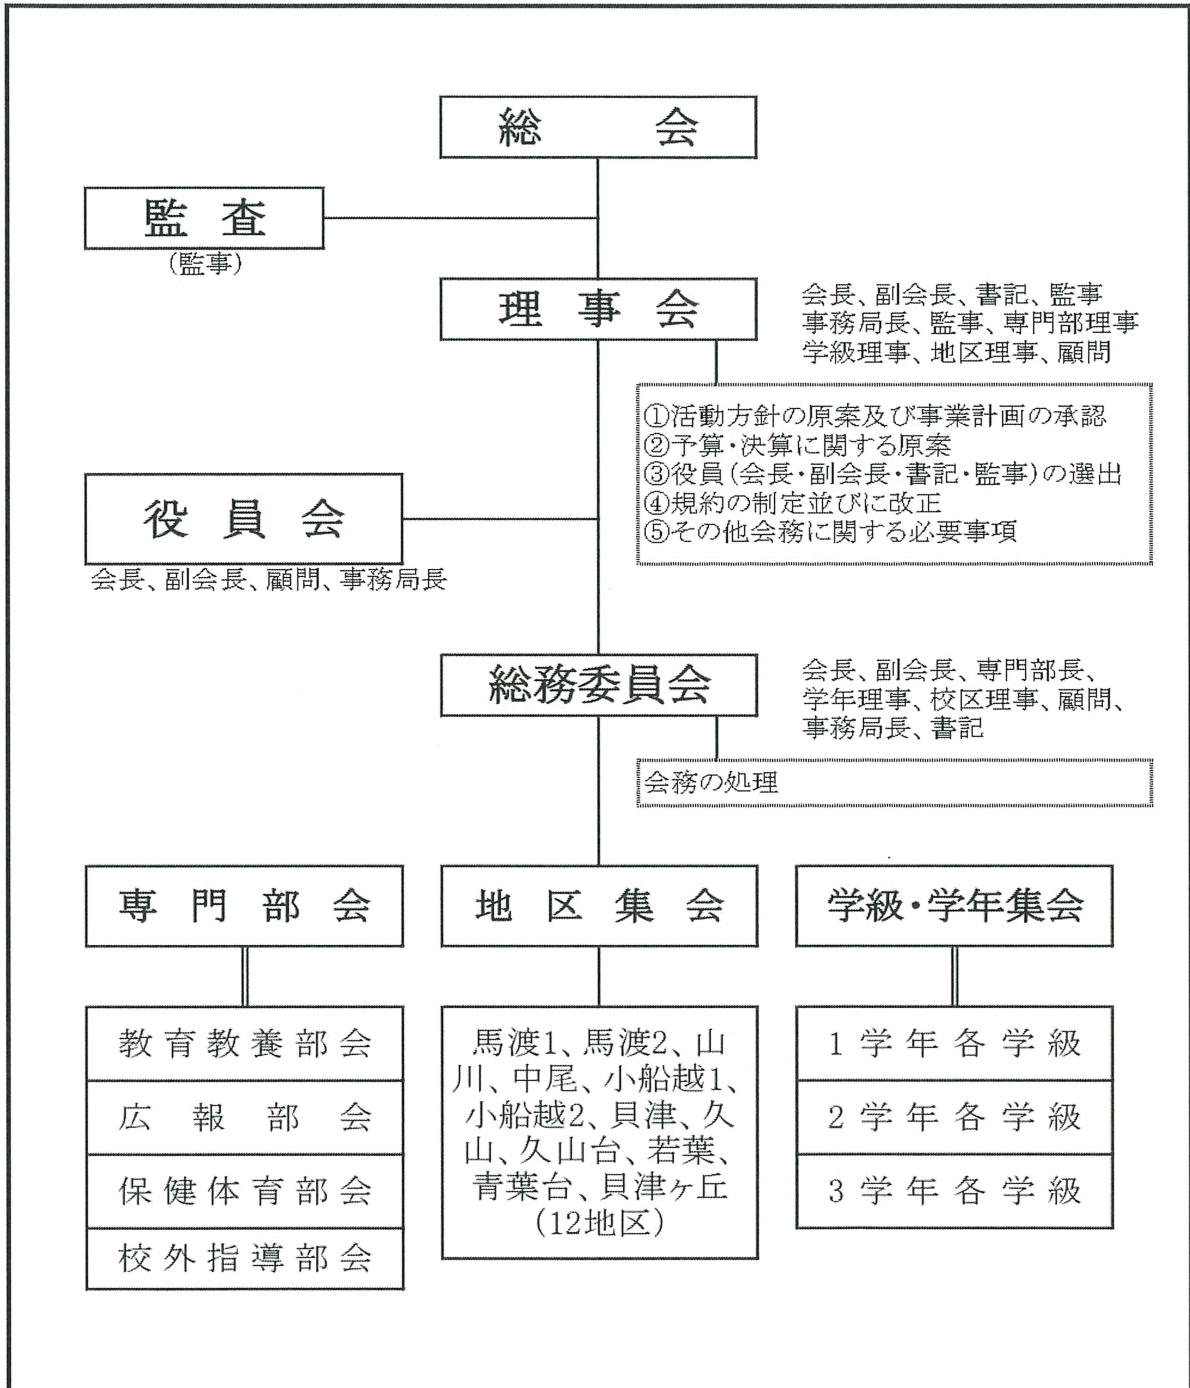 総会
監査
(監事)
理事会
会長、副会長、書記、監事
事務局長、監事、専門部理事
学級理事、地区理事、顧問
①活動方針の原案及び事業計画の承認
②予算・決算に関する原案
③役員(会長・副会長・書記・監事)の選出
④規約の制定並びに改正
⑤その他会務に関する必要事項
役員会
会長、副会長、顧問、事務局長
総務委員会
会長、副会長、専門部長、
学年理事、校区理事、顧問、
事務局長、書記
会務の処理
専門部会
地区集会
学級・学年集会
教育教養部会
広報部会
保健体育部会
校外指導部会
馬渡1、馬渡2、山
川、中尾、小船越1、
小船越2、貝津、久
山、久山台、若葉、
青葉台、貝津ヶ丘
(12地区)
1学年各学級
2学年各学級
3学年各学級